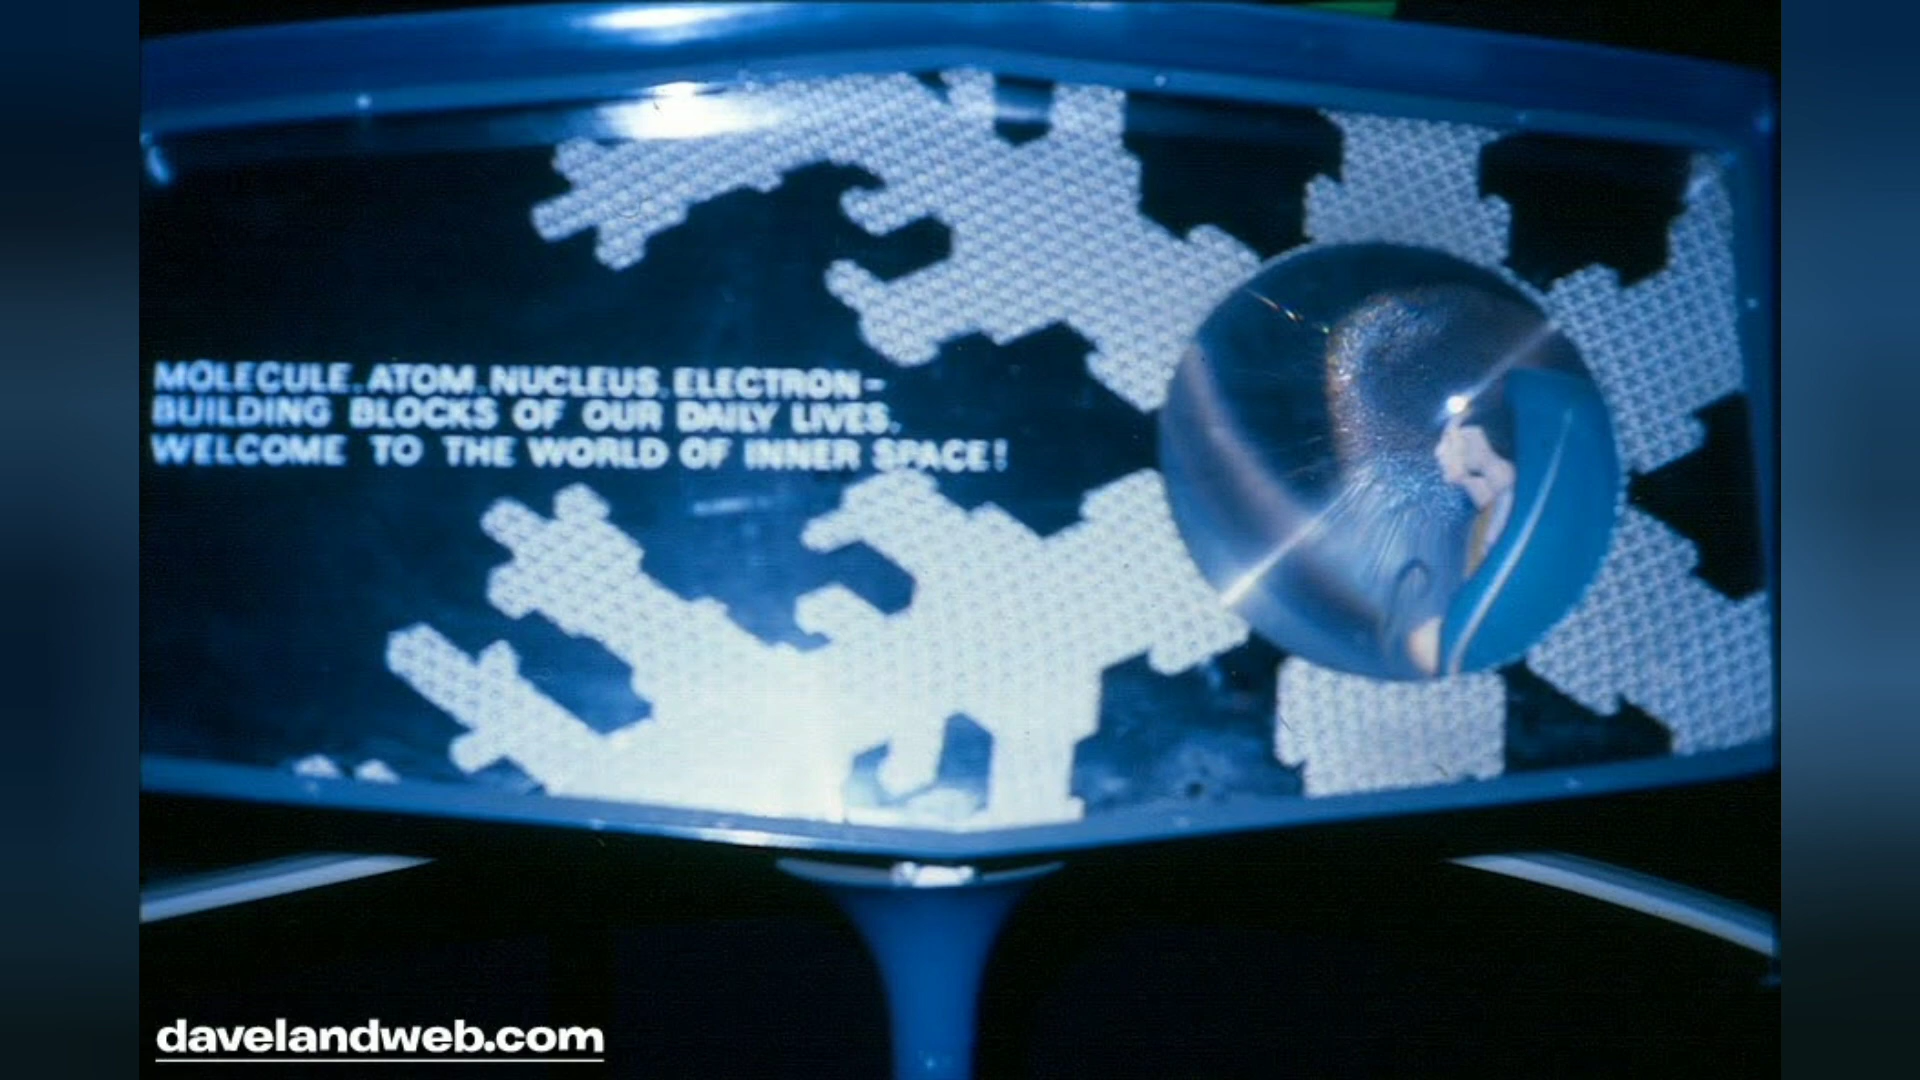 MOLECULE. ATOM. NUCLEUS. ELECTRON-
BUILDING BLOCKS OF OUR DAILY LIVES.
WELCOME TO THE WORLD OF INNER SPACE!
davelandweb.com